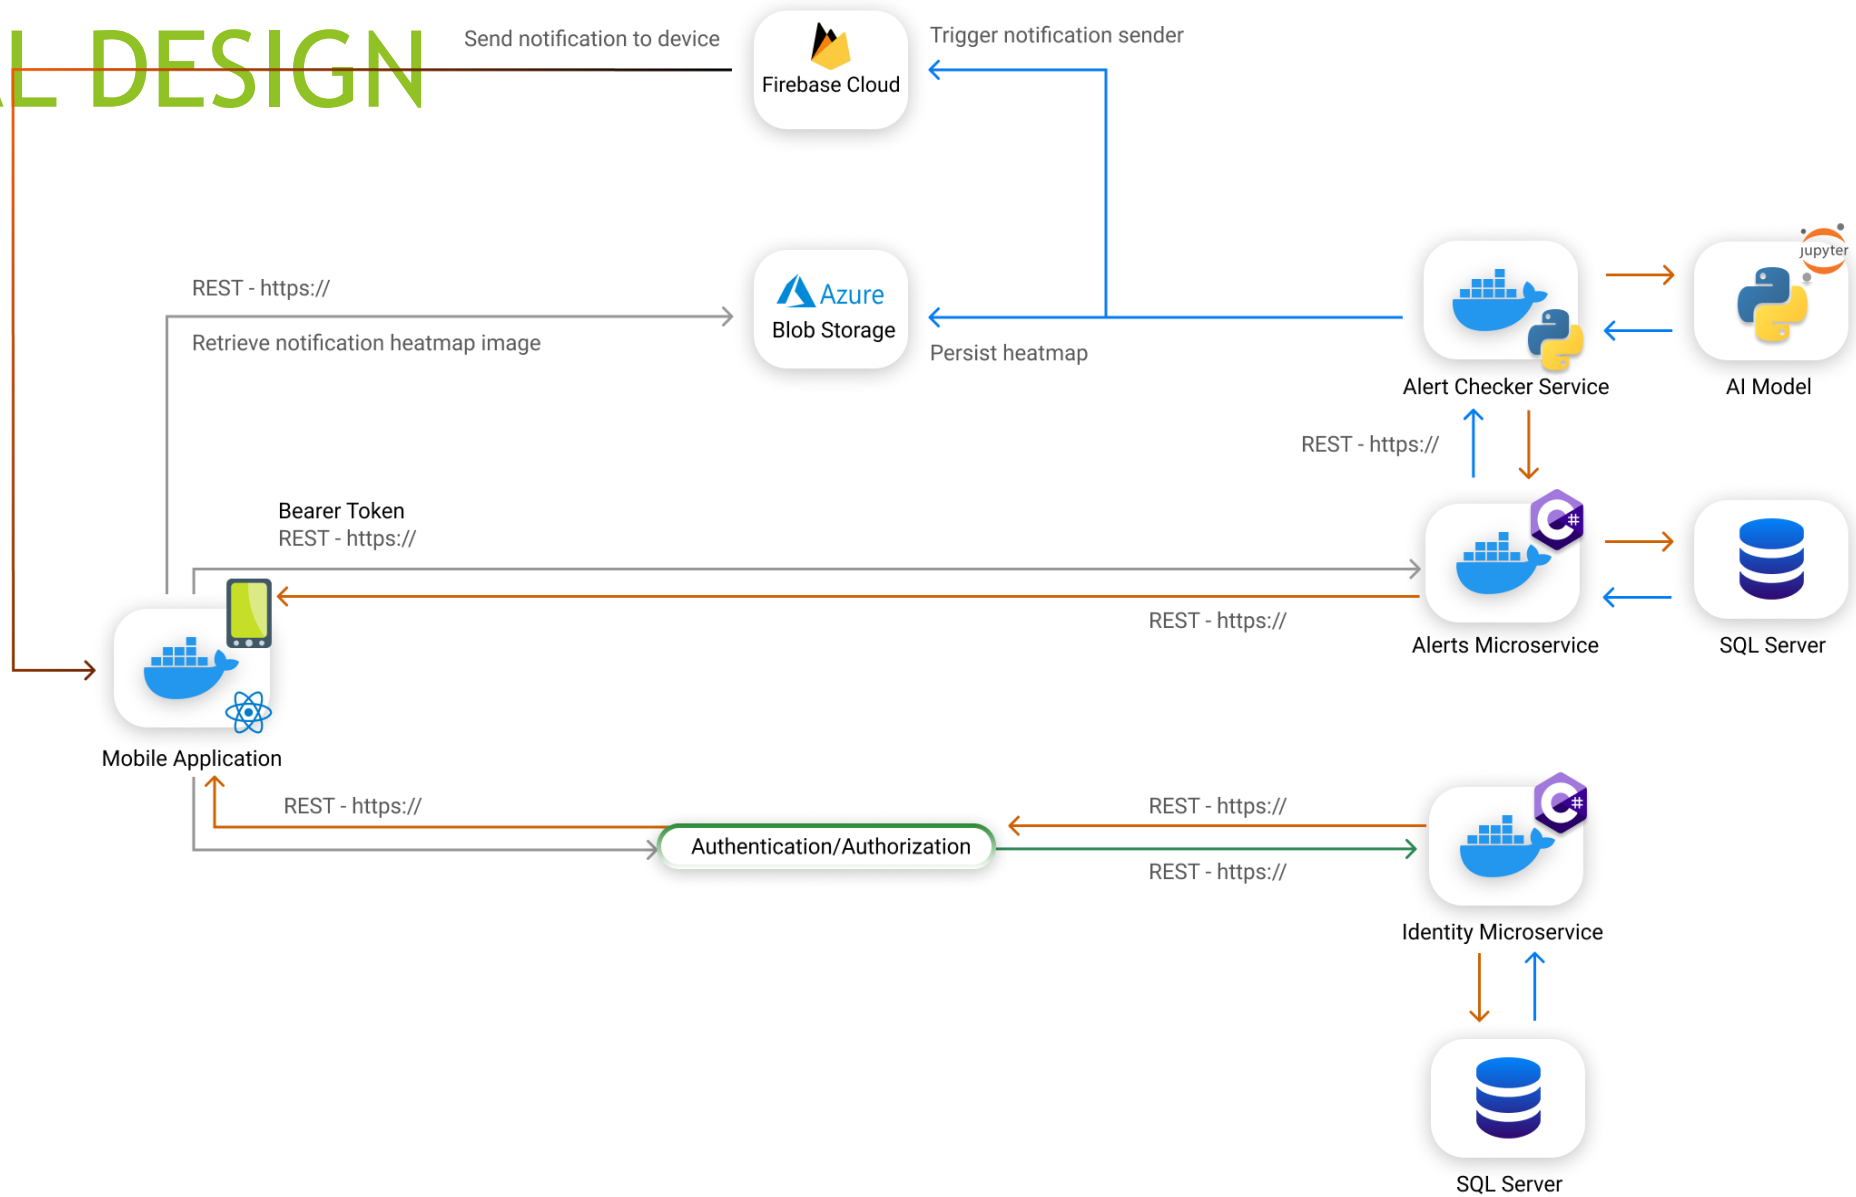 L DESIGN
Send notification to device
Firebase Cloud
Trigger notification sender
REST - https://
Retrieve notification heatmap image
Azure
Blob Storage
Persist heatmap
jupyter
Alert Checker Service
AI Model
REST - https://
Bearer Token
REST - https://
C#
REST - https://
Alerts Microservice
SQL Server
Mobile Application
REST - https://
Authentication/Authorization
REST - https://
REST - https://
C#
Identity Microservice
SQL Server